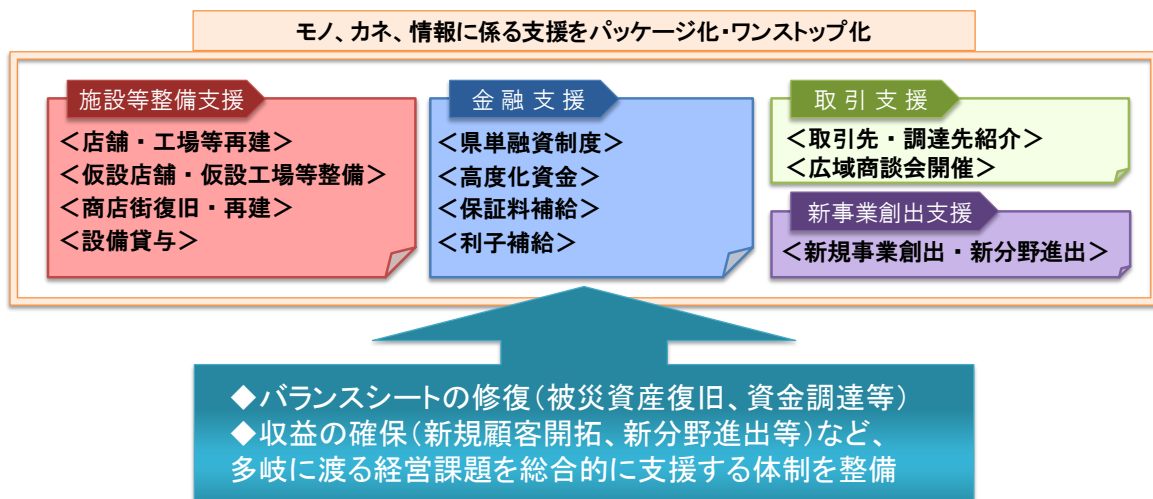 モノ、カネ、情報に係る支援をパッケージ化・ワンストップ化
施設等整備支援
＜店舗・工場等再建＞
＜仮設店舗・仮設工場等整備＞
＜商店街復旧・再建＞
＜設備貸与＞
金融支援
＜県単融資制度＞
＜高度化資金＞
＜保証料補給＞
＜利子補給＞
取引支援
＜取引先・調達先紹介＞
＜広域商談会開催＞
新事業創出支援
＜新規事業創出・新分野進出＞
◆バランスシートの修復（被災資産復旧、資金調達等）
◆収益の確保（新規顧客開拓、新分野進出等）など、
多岐に渡る経営課題を総合的に支援する体制を整備